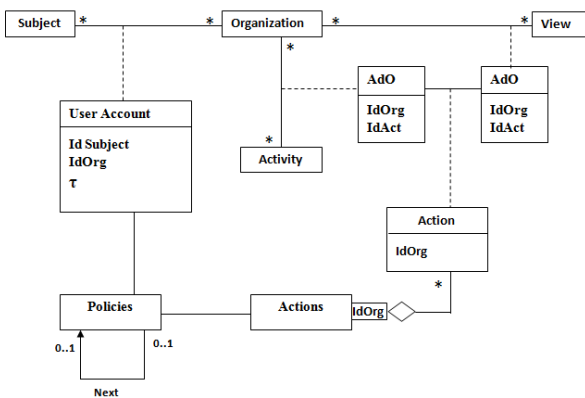 Subject
*
*
Organization
*
*
View
*
AdO
IdOrg
IdAct
AdO
IdOrg
IdAct
User Account
Id Subject
IdOrg
τ
*
Activity
Action
IdOrg
*
Policies
Actions
IdOrg
0..1
0..1
Next